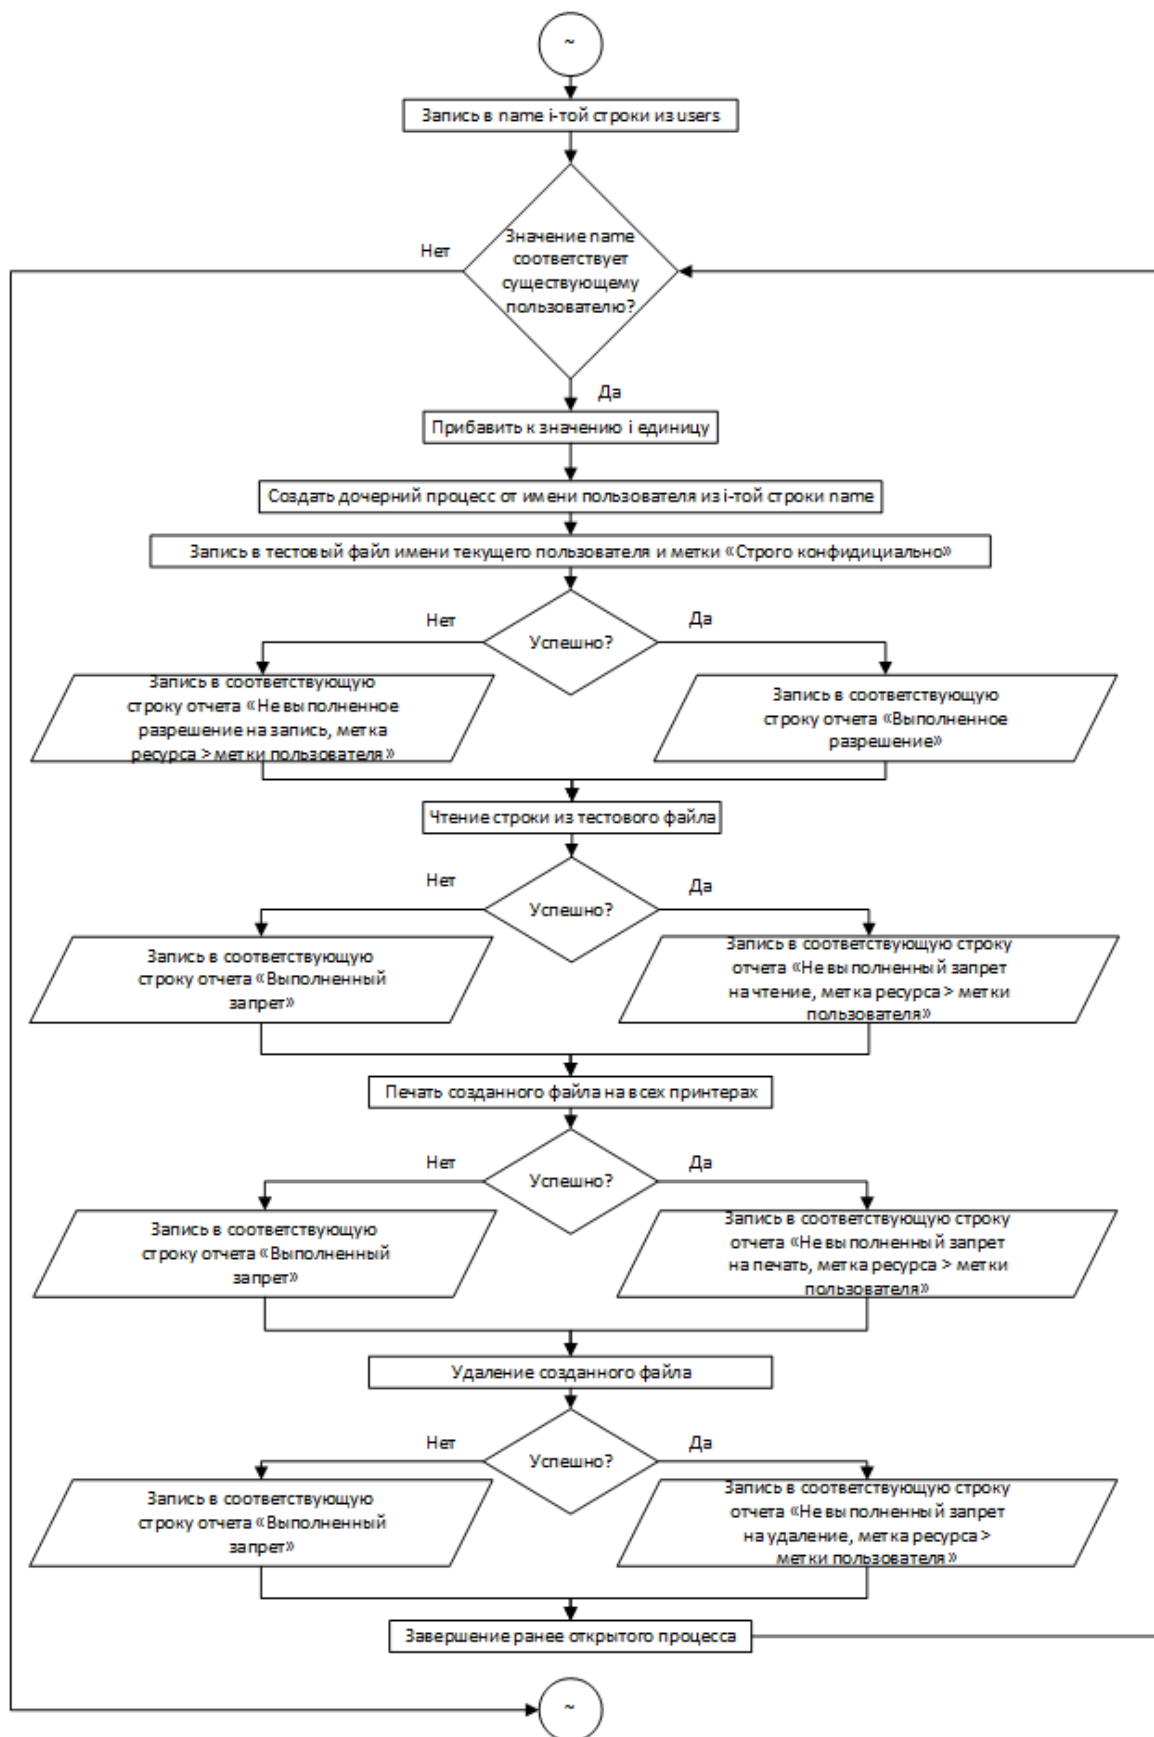 ~
Запись в name i-той строки из users
Значение name
соответствует
существующему
пользователю?
Нет
Да
Прибавить к значению i единицу
Создать дочерний процесс от имени пользователя из i-той строки name
Запись в тестовый файл имени текущего пользователя и метки «Строго конфидициально»
Нет
Успешно?
Да
Запись в соответствующую
строку отчета «Не выполненное
разрешение на запись, метка
ресурса > метки пользователя»
Запись в соответствующую
строку отчета «Выполненное
разрешение»
Чтение строки из тестового файла
Нет
Успешно?
Да
Запись в соответствующую
строку отчета «Выполненный
запрет»
Запись в соответствующую строку
отчета «Не выполненный запрет
на чтение, метка ресурса > метки
пользователя»
Печать созданного файла на всех принтерах
Нет
Успешно?
Да
Запись в соответствующую
строку отчета «Выполненный
запрет»
Запись в соответствующую строку
отчета «Не выполненный запрет
на печать, метка ресурса > метки
пользователя»
Удаление созданного файла
Нет
Успешно?
Да
Запись в соответствующую
строку отчета «Выполненный
запрет»
Запись в соответствующую строку
отчета «Не выполненный запрет
на удаление, метка ресурса >
метки пользователя»
Завершение ранее открытого процесса
~